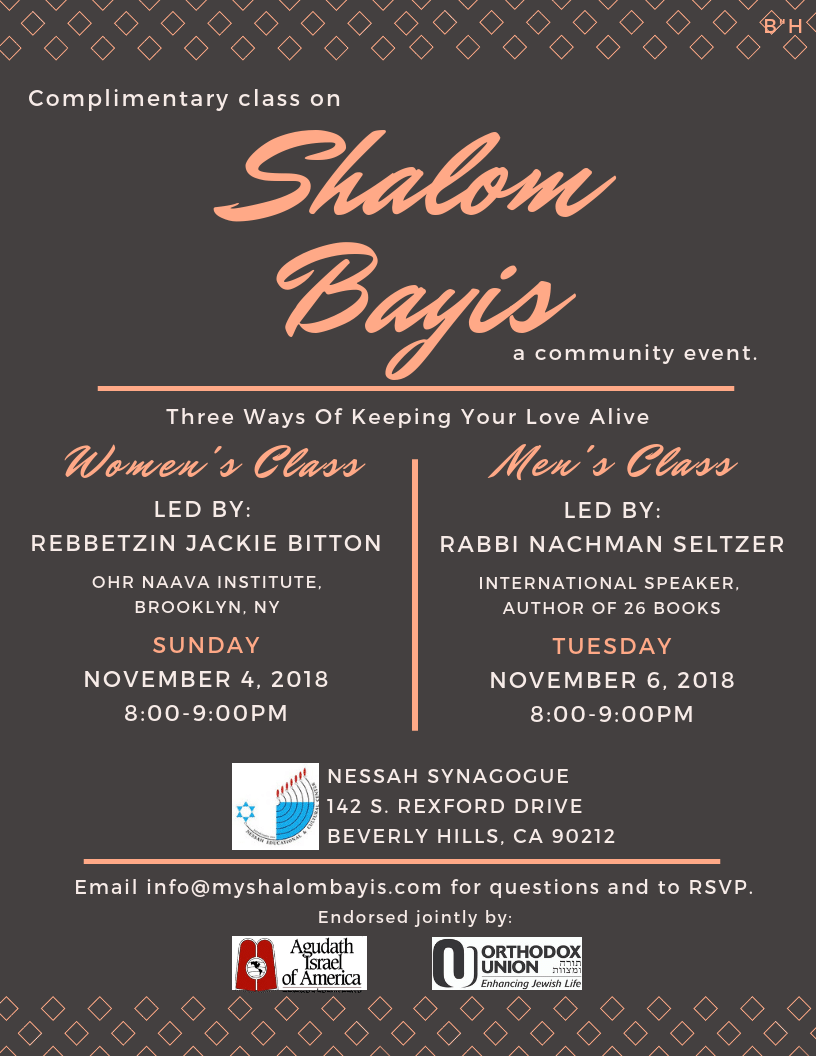 B"H
Complimentary class on
Shalom
Bayis
a community event.
Three Ways Of Keeping Your Love Alive
Women's Class
LED BY:
REBBETZIN JACKIE BITTON
OHR NAAVA INSTITUTE,
BROOKLYN, NY
SUNDAY
NOVEMBER 4, 2018
8:00-9:00PM
Men's Class
LED BY:
RABBI NACHMAN SELTZER
INTERNATIONAL SPEAKER,
AUTHOR OF 26 BOOKS
TUESDAY
NOVEMBER 6, 2018
8:00-9:00PM
NESSAH EDUCATIONAL & CULTURAL CENTER
NESSAH SYNAGOGUE
142 S. REXFORD DRIVE
BEVERLY HILLS, CA 90212
Email info@myshalombayis.com for questions and to RSVP.
Endorsed jointly by:
Agudath
Israel
of America
ORTHODOX
UNION
תורה
ומצוות
Enhancing Jewish Life